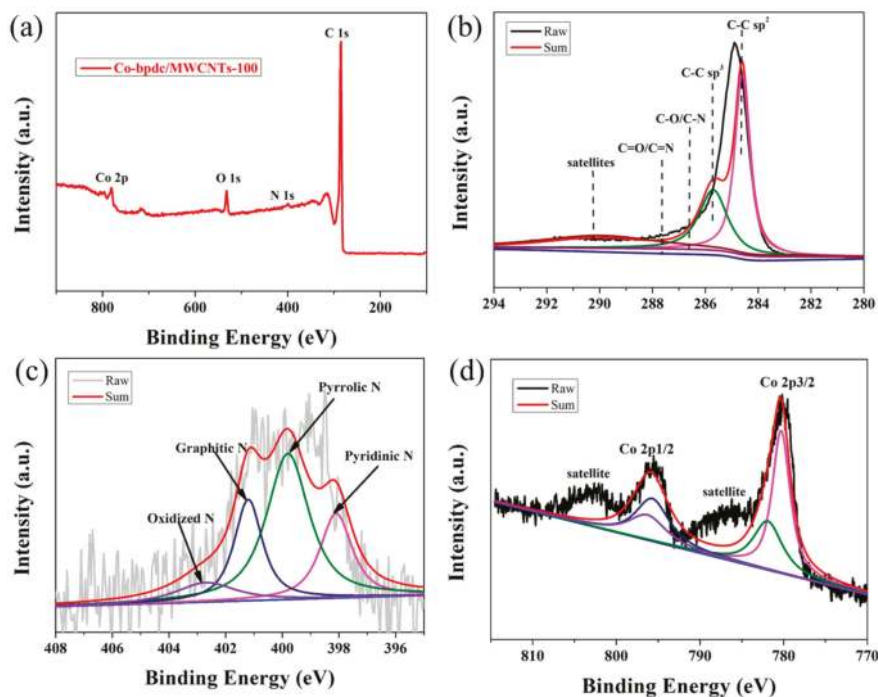 (a)
C 1s
Co-bpdc/MWCNTs-100
Co 2p
O 1s
N 1s
Intensity (a.u.)
800
600
400
200
Binding Energy (eV)
(b)
Raw
Sum
C-C sp²
C-C sp³
C-O/C-N
C=O/C=N
satellites
Intensity (a.u.)
294
292
290
288
286
284
282
280
Binding Energy (eV)
(c)
Raw
Sum
Pyrrolic N
Graphitic N
Pyridinic N
Oxidized N
Intensity (a.u.)
408
406
404
402
400
398
396
Binding Energy (eV)
(d)
Raw
Sum
Co 2p3/2
Co 2p1/2
satellite
satellite
Intensity (a.u.)
810
800
790
780
770
Binding Energy (eV)